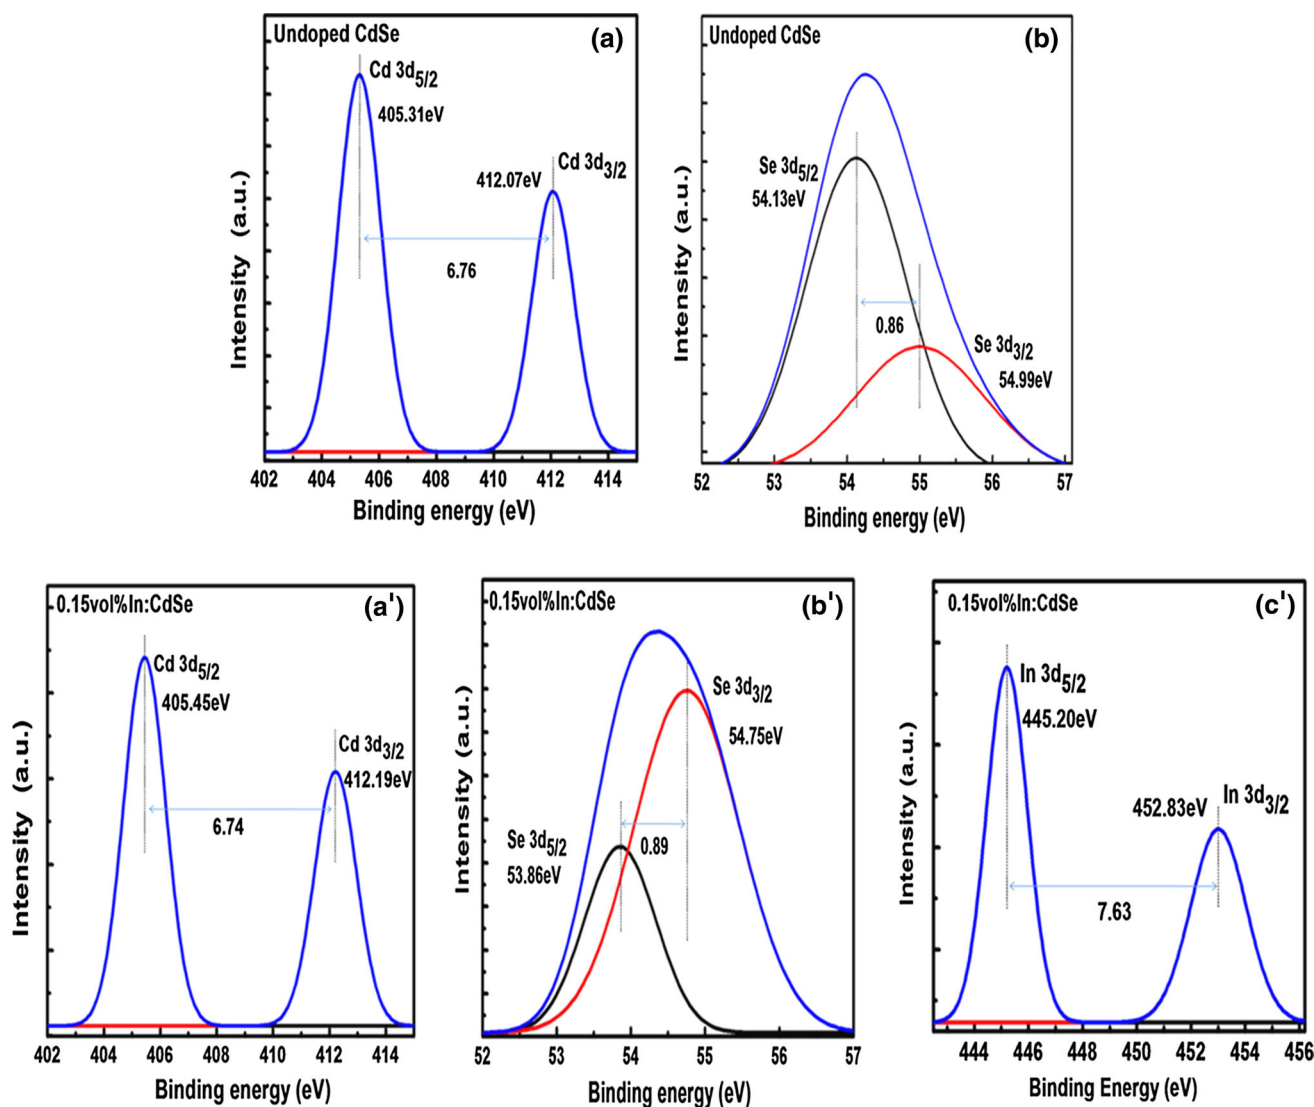 Undoped CdSe
(a)
Cd 3d5/2
405.31eV
412.07eV
Cd 3d3/2
6.76
Intensity (a.u.)
402 404 406 408 410 412 414
Binding energy (eV)
Undoped CdSe
(b)
Se 3d5/2
54.13eV
0.86
Se 3d3/2
54.99eV
Intensity (a.u.)
52 53 54 55 56 57
Binding energy (eV)
0.15vol%In:CdSe
(a')
Cd 3d5/2
405.45eV
Cd 3d3/2
412.19eV
6.74
Intensity (a.u.)
402 404 406 408 410 412 414
Binding energy (eV)
0.15vol%In:CdSe
(b')
Se 3d3/2
54.75eV
Se 3d5/2
53.86eV
0.89
Intensity (a.u.)
52 53 54 55 56 57
Binding energy (eV)
0.15vol%In:CdSe
(c')
In 3d5/2
445.20eV
452.83eV
In 3d3/2
7.63
Intensity (a.u.)
444 446 448 450 452 454 456
Binding Energy (eV)